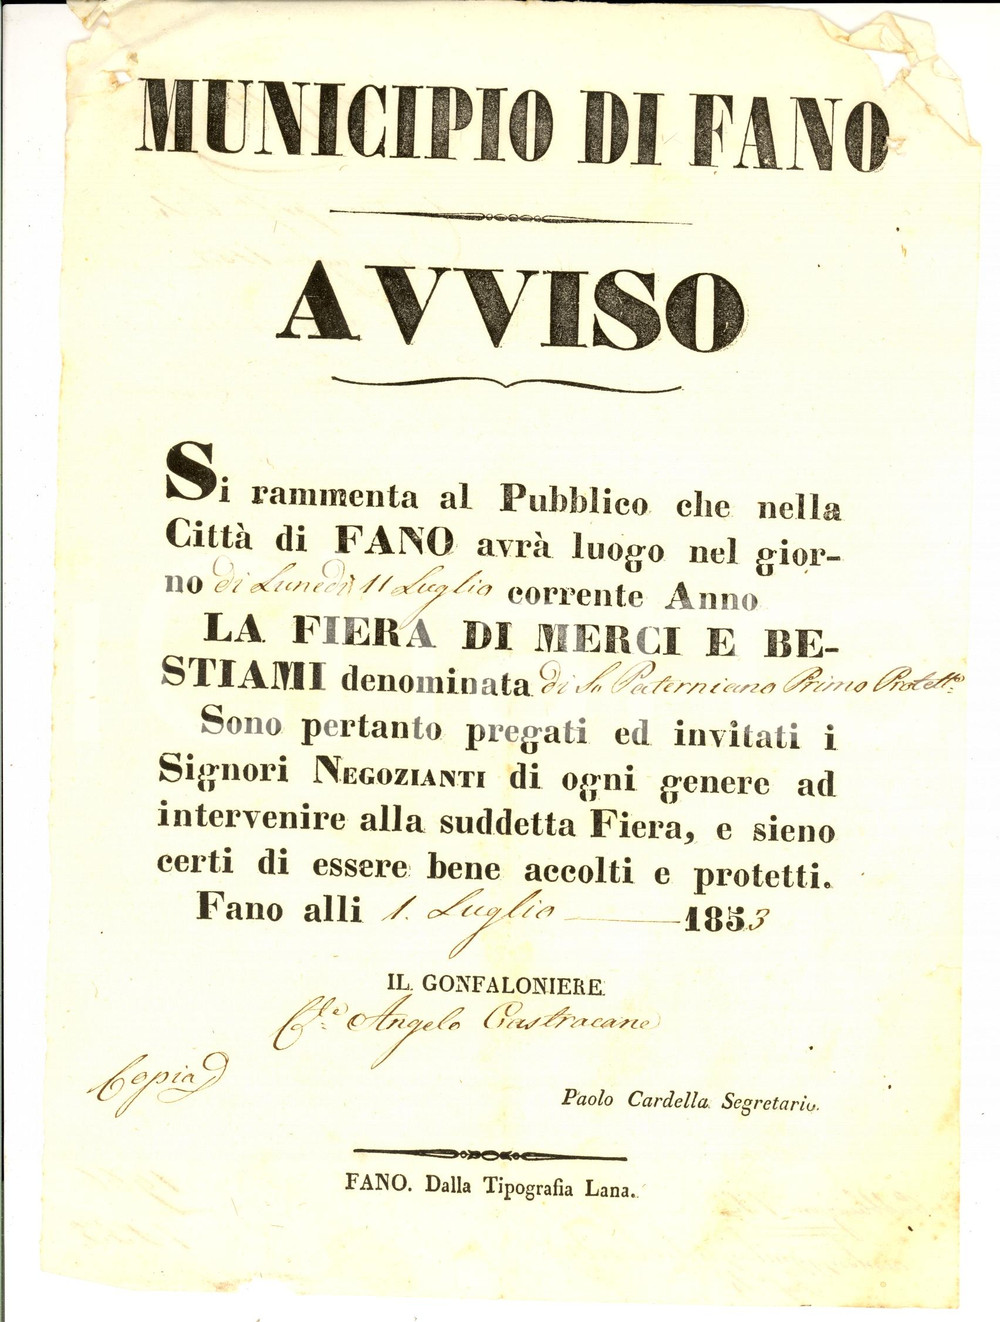 MUNICIPIO DI FANO
AVVISO
Si rammenta al Pubblico che nella
Città di FANO avrà luogo nel gior-
no di Lunedì 11 Luglio corrente Anno
LA FIERA DI MERCI E BE-
STIAMI denominata di Sn Paterniano Primo Protette
Sono pertanto pregati ed invitati i
Signori NEGOZIANTI di ogni genere ad
intervenire alla suddetta Fiera, e sieno
certi di essere bene accolti e protetti.
Fano alli 1. Luglio 1853
IL GONFALONIERE
Cte Angelo Castracane
Copia
Paolo Cardella Segretario.
FANO. Dalla Tipografia Lana.